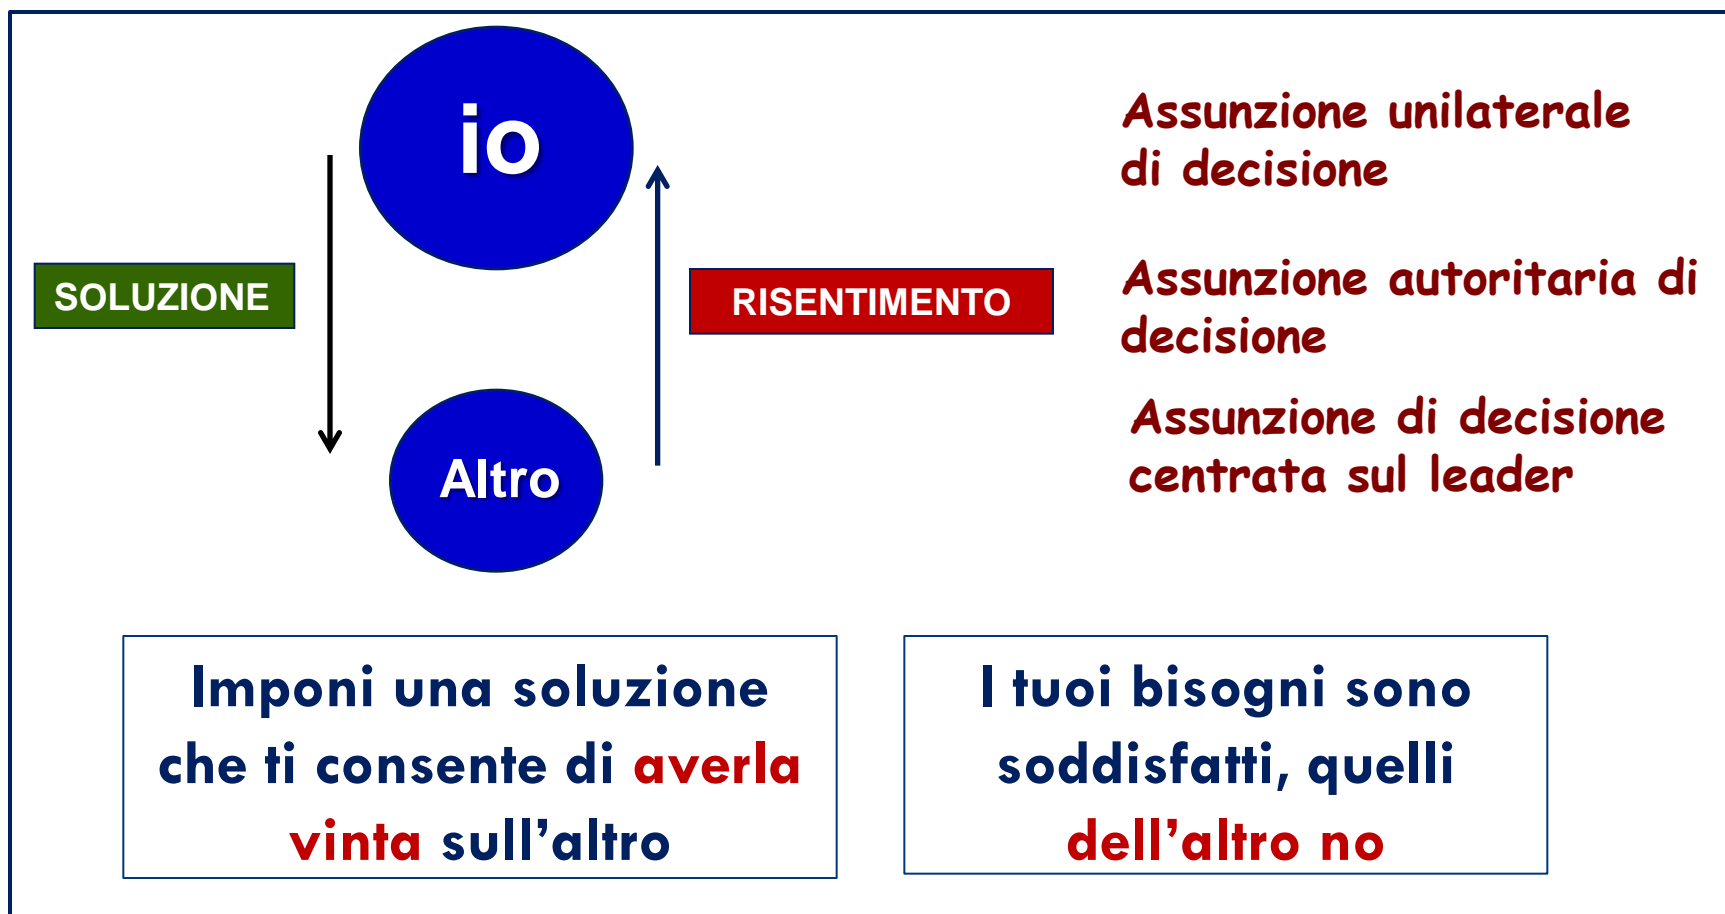 io
SOLUZIONE
RISENTIMENTO
Altro
Assunzione unilaterale
di decisione
Assunzione autoritaria di
decisione
Assunzione di decisione
centrata sul leader
Imponi una soluzione
che ti consente di averla
vinta sull’altro
I tuoi bisogni sono
soddisfatti, quelli
dell’altro no